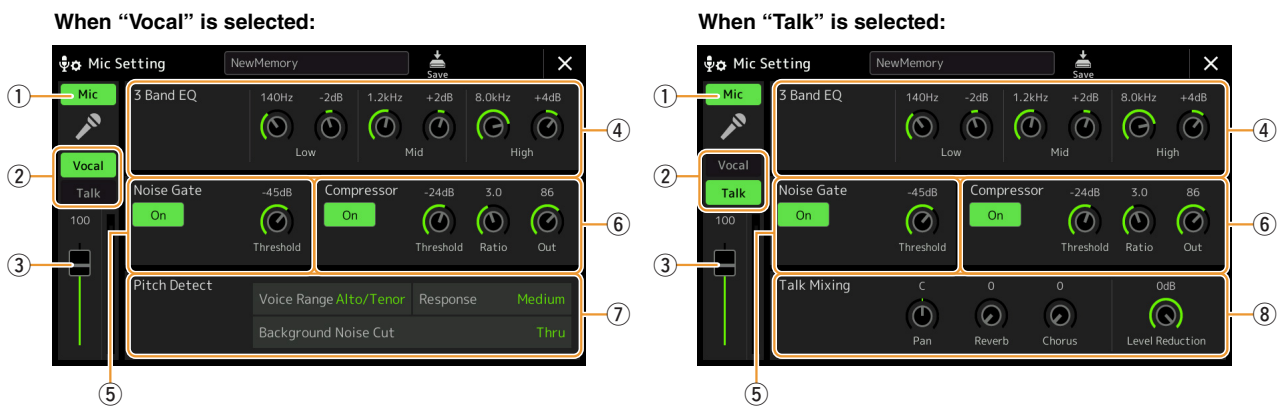 When “Vocal” is selected:
Mic Setting
NewMemory
Save
Mic
Vocal
Talk
100
3 Band EQ
140Hz -2dB 1.2kHz +2dB 8.0kHz +4dB
Low Mid High
Noise Gate
On
-45dB
Threshold
Compressor
On
-24dB 3.0 86
Threshold Ratio Out
Pitch Detect
Voice Range Alto/Tenor Response Medium
Background Noise Cut Thru
1
2
3
4
5
6
7
When “Talk” is selected:
Mic Setting
NewMemory
Save
Mic
Vocal
Talk
100
3 Band EQ
140Hz -2dB 1.2kHz +2dB 8.0kHz +4dB
Low Mid High
Noise Gate
On
-45dB
Threshold
Compressor
On
-24dB 3.0 86
Threshold Ratio Out
Talk Mixing
C 0 0 0dB
Pan Reverb Chorus Level Reduction
1
2
3
4
5
6
8